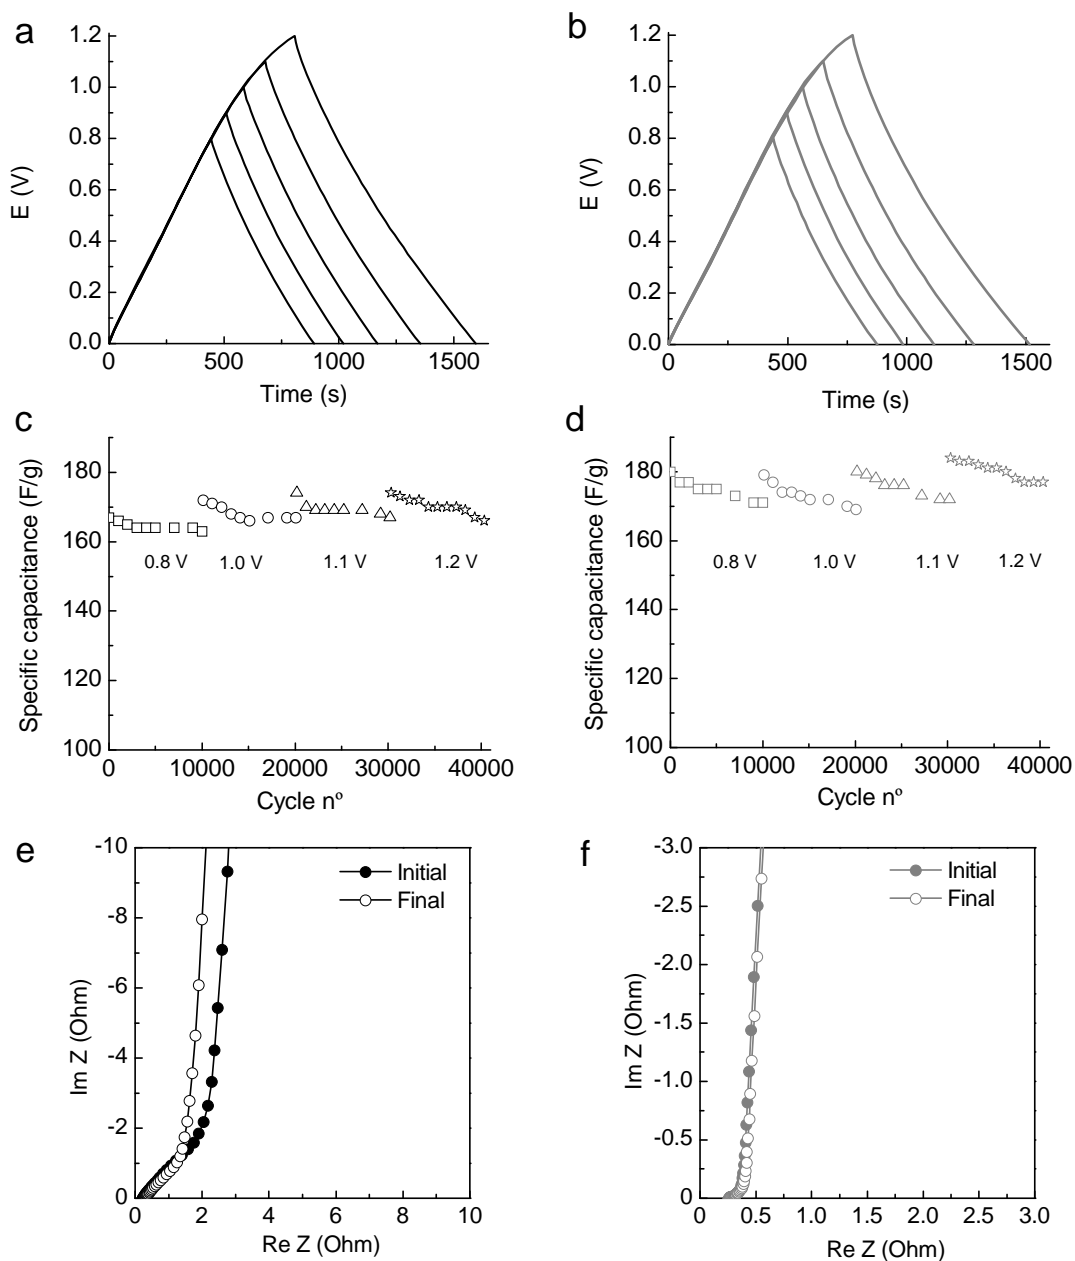 a
1.2
1.0
0.8
0.6
0.4
0.2
0.0
E (V)
0
500
1000
1500
Time (s)
b
1.2
1.0
0.8
0.6
0.4
0.2
0.0
E (V)
0
500
1000
1500
Time (s)
c
180
160
140
120
100
Specific capacitance (F/g)
0.8 V
1.0 V
1.1 V
1.2 V
0
10000
20000
30000
40000
Cycle nº
d
180
160
140
120
100
Specific capacitance (F/g)
0.8 V
1.0 V
1.1 V
1.2 V
0
10000
20000
30000
40000
Cycle nº
e
-10
-8
-6
-4
-2
0
Im Z (Ohm)
Initial
Final
0
2
4
6
8
10
Re Z (Ohm)
f
-3.0
-2.5
-2.0
-1.5
-1.0
-0.5
0
Im Z (Ohm)
Initial
Final
0
0.5
1.0
1.5
2.0
2.5
3.0
Re Z (Ohm)